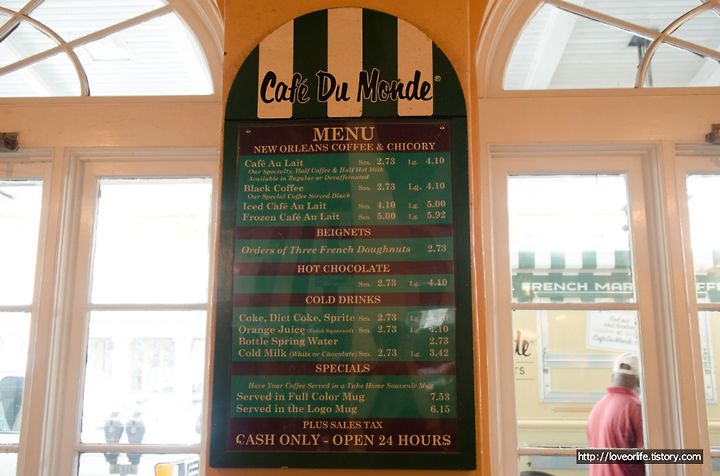 Café Du Monde®
MENU
NEW ORLEANS COFFEE & CHICORY
Café Au Lait Sm. 2.73 Lg. 4.10
Our Specialty, Half Coffee & Half Hot Milk
Available in Regular or Decaffeinated
Black Coffee Sm. 2.73 Lg. 4.10
Our Special Coffee Served Black
Iced Café Au Lait Sm. 4.10 Lg. 5.00
Frozen Café Au Lait Sm. 5.00 Lg. 5.92
BEIGNETS
Orders of Three French Doughnuts 2.73
HOT CHOCOLATE
Sm. 2.73 Lg. 4.10
COLD DRINKS
Coke, Diet Coke, Sprite Sm. 2.73 Lg. 4.10
Orange Juice (Fresh Squeezed) Sm. 2.73 Lg. 4.10
Bottle Spring Water 2.73
Cold Milk (White or Chocolate) Sm. 2.73 Lg. 3.42
SPECIALS
Have Your Coffee Served in a Take Home Souvenir Mug
Served in Full Color Mug 7.53
Served in the Logo Mug 6.15
PLUS SALES TAX
CASH ONLY - OPEN 24 HOURS
FRENCH MAR
FFEE
de
TS
http://loveorlife.tistory.com